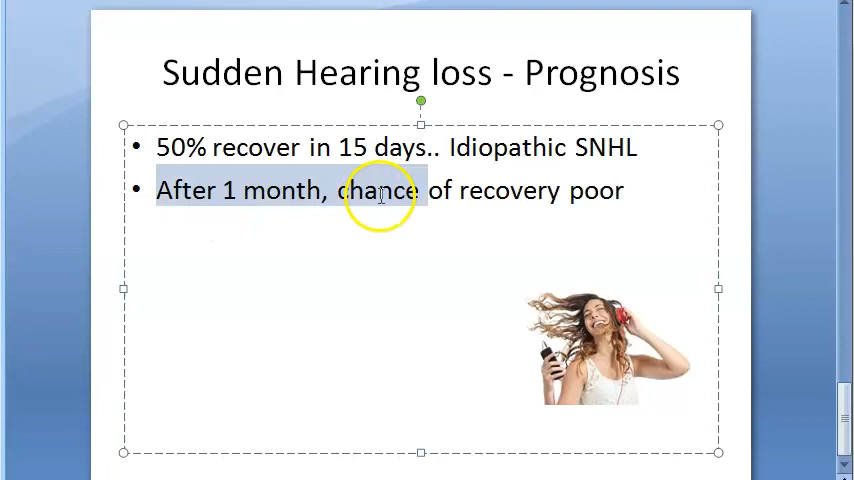 Sudden Hearing loss - Prognosis
• 50% recover in 15 days.. Idiopathic SNHL
• After 1 month, chance of recovery poor